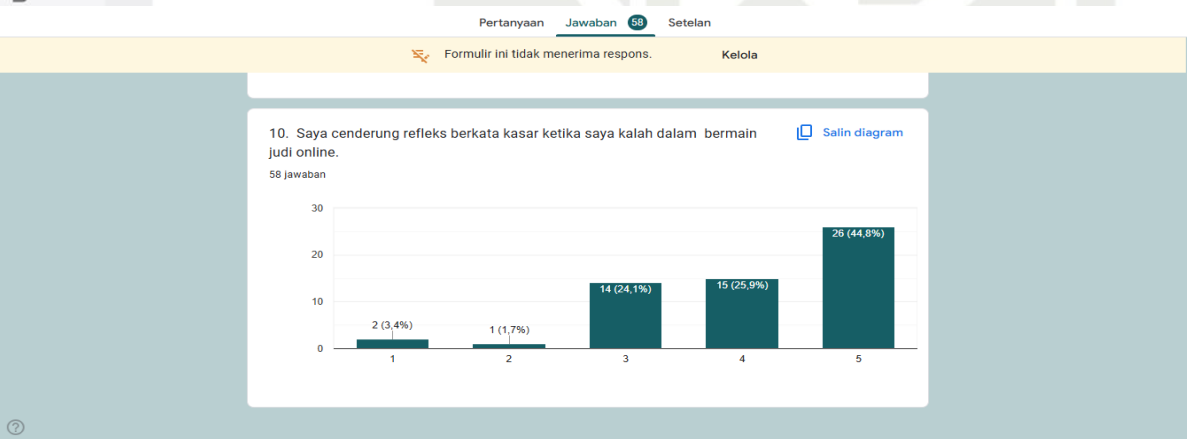 Pertanyaan Jawaban 58 Setelan
Formulir ini tidak menerima respons. Kelola
10. Saya cenderung refleks berkata kasar ketika saya kalah dalam bermain
judi online.
Salin diagram
58 jawaban
30
20
10
0
2 (3,4%)
1 (1,7%)
14 (24,1%)
15 (25,9%)
26 (44,8%)
1 2 3 4 5
?